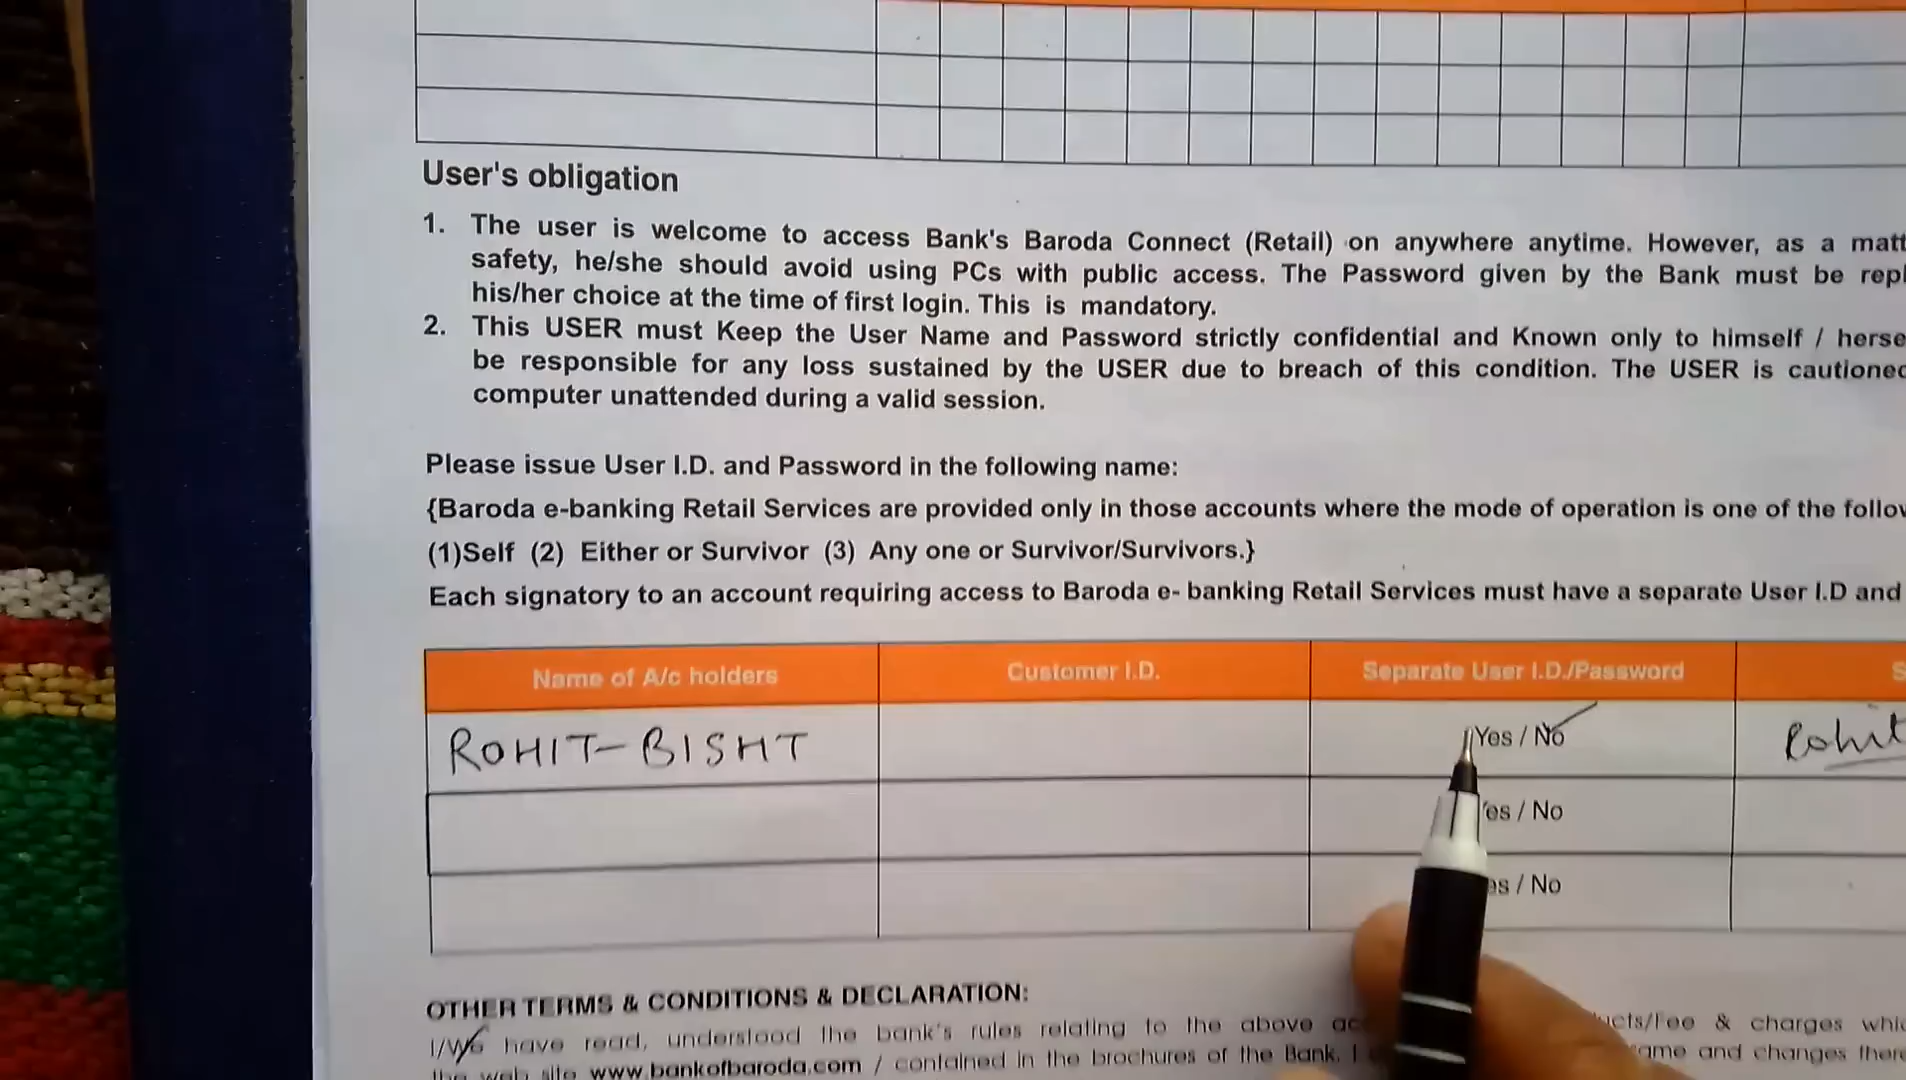 User's obligation
1. The user is welcome to access Bank's Baroda Connect (Retail) on anywhere anytime. However, as a
safety, he/she should avoid using PCs with public access. The Password given by the Bank must be
his/her choice at the time of first login. This is mandatory.
2. This USER must Keep the User Name and Password strictly confidential and Known only to himself /
be responsible for any loss sustained by the USER due to breach of this condition. The USER is
computer unattended during a valid session.
Please issue User I.D. and Password in the following name:
{Baroda e-banking Retail Services are provided only in those accounts where the mode of operation is one of the
(1)Self (2) Either or Survivor (3) Any one or Survivor/Survivors.}
Each signatory to an account requiring access to Baroda e- banking Retail Services must have a separate User I.D and
Name of A/c holders Customer I.D. Separate User I.D./Password
ROHIT-BISHT Yes / No Rohit
/ No
/ No
OTHER TERMS & CONDITIONS & DECLARATION:
I/We have read, understood the bank's rules relating to the above & charges
the web site www.bankofbaroda.com / contained in the brochures of the Bank. and changes